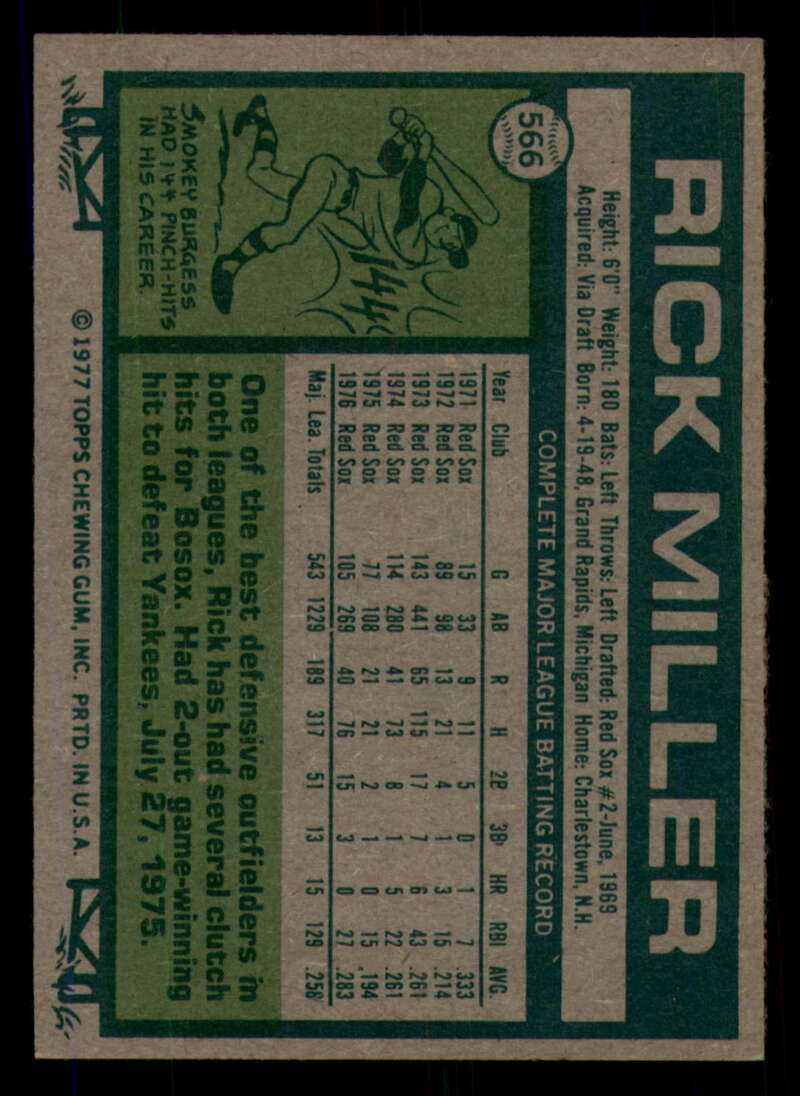 566
RICK MILLER
Height: 6'0" Weight: 180 Bats: Left Throws: Left Drafted: Red Sox #2-June, 1969
Acquired: Via Draft Born: 4-19-48, Grand Rapids, Michigan Home: Charlestown, N.H.
COMPLETE MAJOR LEAGUE BATTING RECORD
Year Club G AB R H 2B 3B HR RBI AVG.
1971 Red Sox 15 33 9 11 5 0 1 7 .333
1972 Red Sox 89 98 13 21 4 1 3 15 .214
1973 Red Sox 143 441 65 115 17 7 6 43 .261
1974 Red Sox 114 280 41 73 8 1 5 22 .261
1975 Red Sox 77 108 21 21 2 1 0 15 .194
1976 Red Sox 105 269 40 76 15 3 0 27 .283
Maj. Lea. Totals 543 1229 189 317 51 13 15 129 .258
144
SMOKEY BURGESS
HAD 144 PINCH-HITS
IN HIS CAREER.
One of the best defensive outfielders in
both leagues, Rick has had several clutch
hits for Bosox. Had 2-out game-winning
hit to defeat Yankees, July 27, 1975.
©1977 TOPPS CHEWING GUM, INC. PRTD. IN U.S.A.